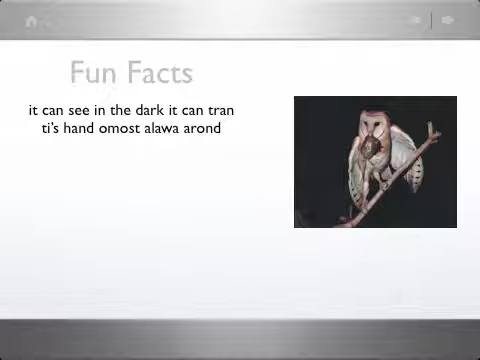 Fun Facts
it can see in the dark it can tran
ti's hand omost alawa arond